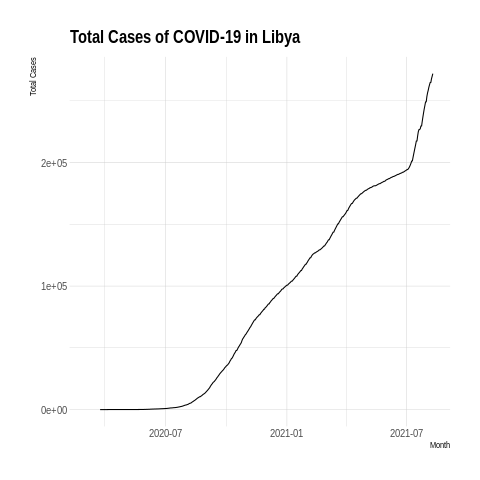 Total Cases of COVID-19 in Libya
Total Cases
2e+05
1e+05
0e+00
2020-07 2021-01 2021-07
Month